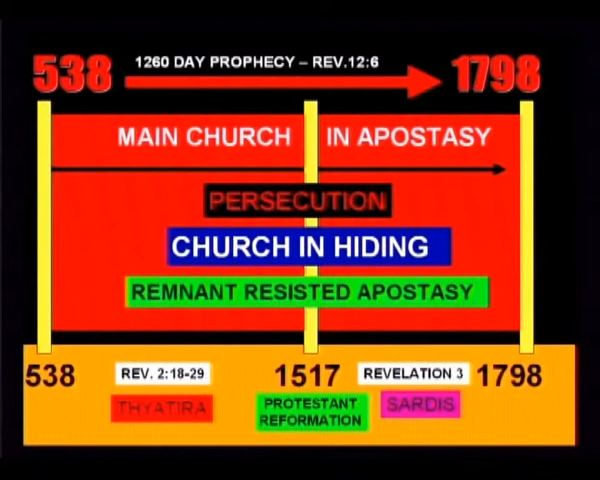 538 1260 DAY PROPHECY – REV.12:6 1798
MAIN CHURCH IN APOSTASY
PERSECUTION
CHURCH IN HIDING
REMNANT RESISTED APOSTASY
538 REV. 2:18-29 1517 REVELATION 3 1798
THYATIRA PROTESTANT SARDIS
REFORMATION